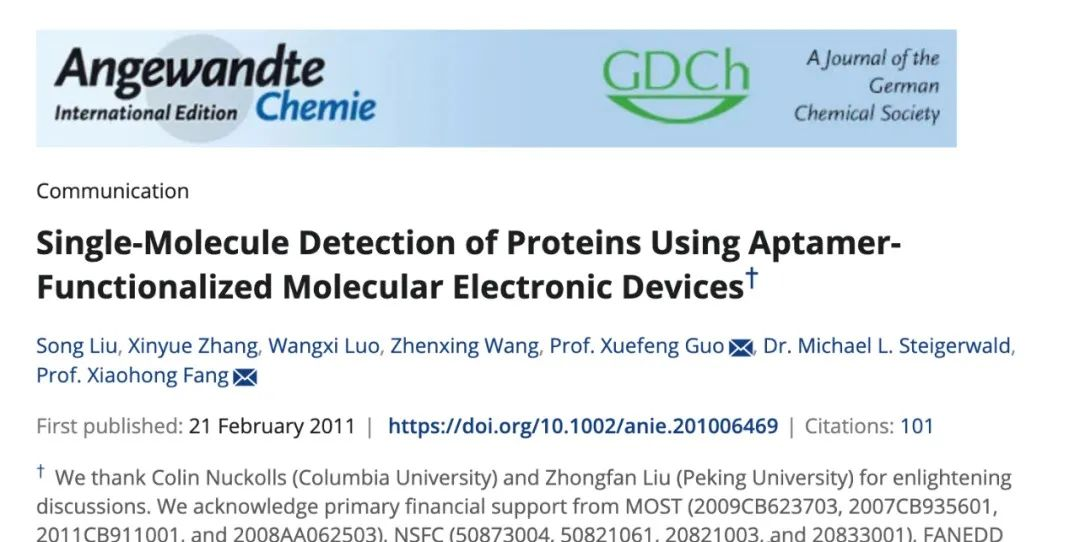 Angewandte
International Edition Chemie
GDCh
A Journal of the
German
Chemical Society
Communication
Single-Molecule Detection of Proteins Using Aptamer-
Functionalized Molecular Electronic Devices†
Song Liu, Xinyue Zhang, Wangxi Luo, Zhenxing Wang, Prof. Xuefeng Guo, Dr. Michael L. Steigerwald,
Prof. Xiaohong Fang
First published: 21 February 2011 | https://doi.org/10.1002/anie.201006469 | Citations: 101
† We thank Colin Nuckolls (Columbia University) and Zhongfan Liu (Peking University) for enlightening
discussions. We acknowledge primary financial support from MOST (2009CB623703, 2007CB935601,
2011CB911001, and 2008AA062503), NSFC (50873004, 50821061, 20821003, and 20833001), FANEDD